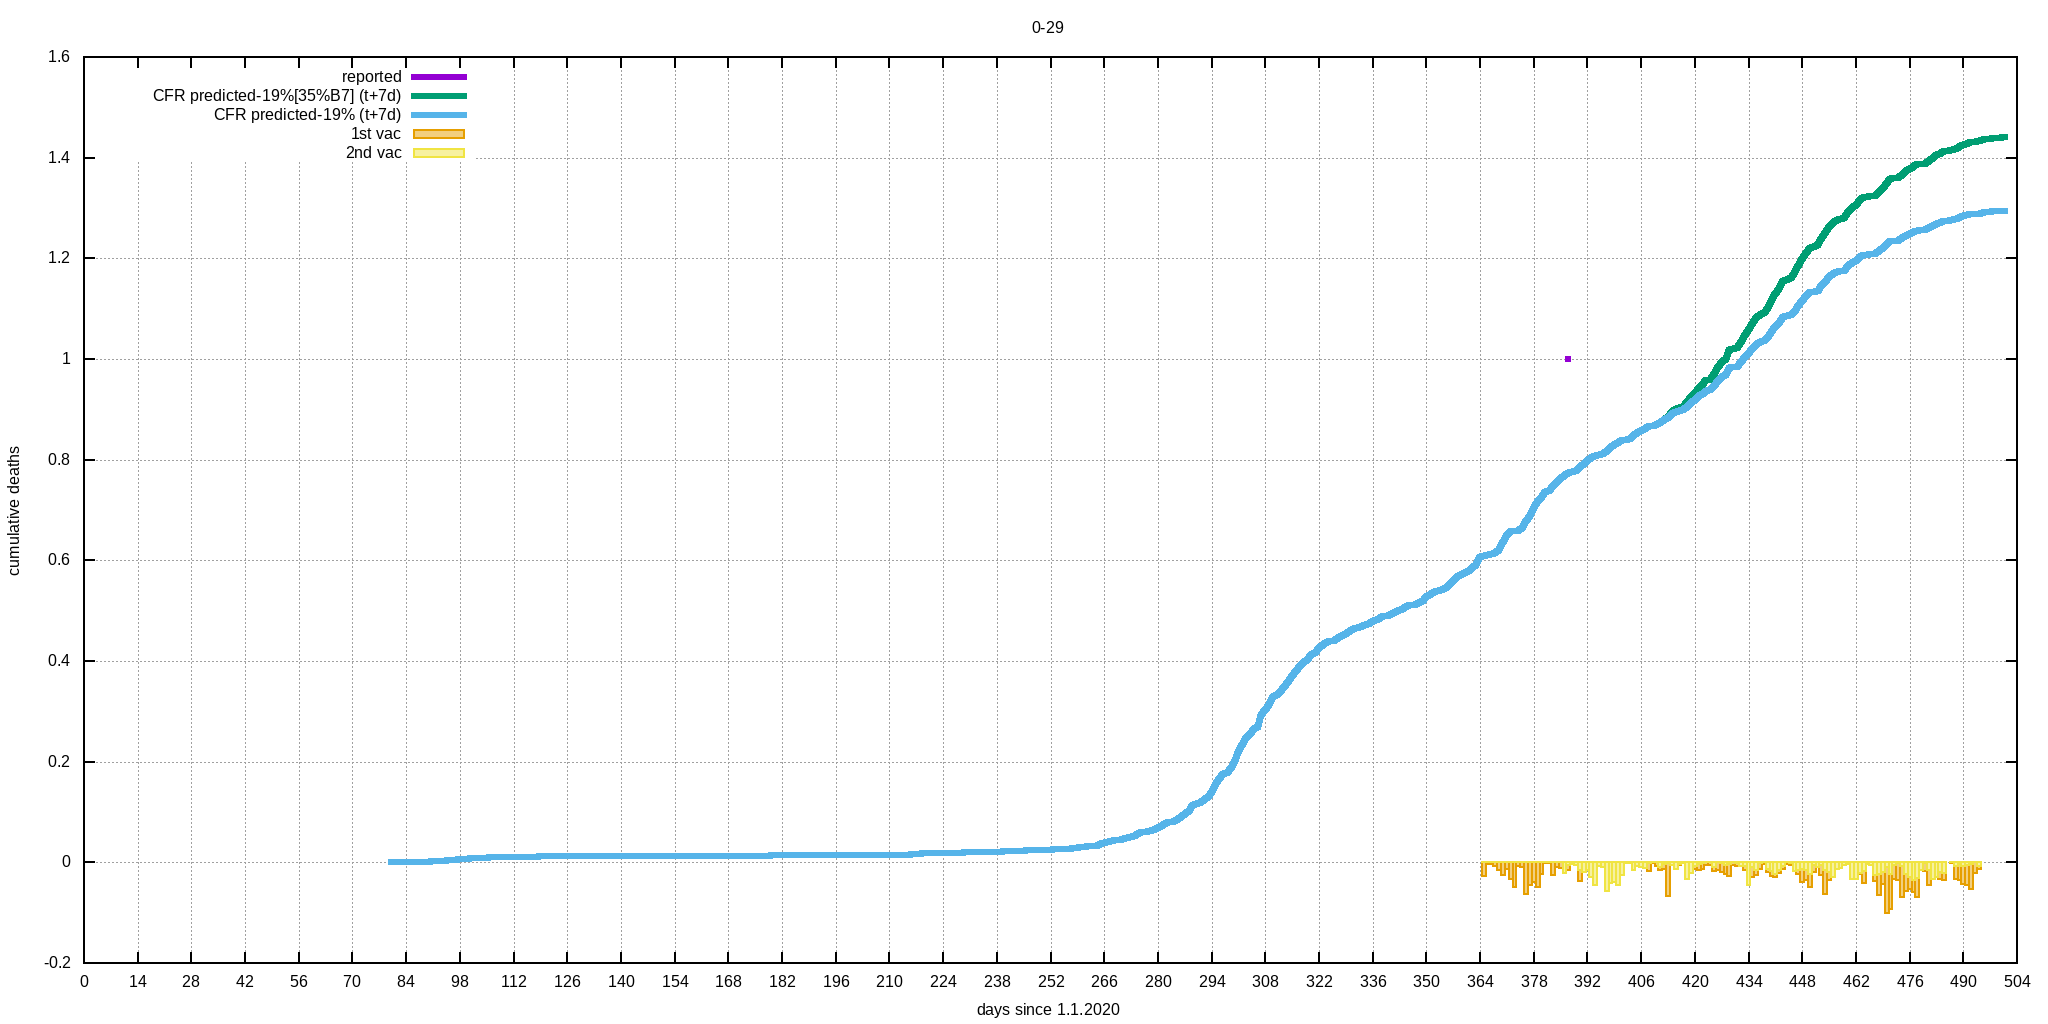 0-29
1.6
1.4
1.2
1
0.8
0.6
0.4
0.2
0
-0.2
cumulative deaths
reported
CFR predicted-19%[35%B7] (t+7d)
CFR predicted-19% (t+7d)
1st vac
2nd vac
0 14 28 42 56 70 84 98 112 126 140 154 168 182 196 210 224 238 252 266 280 294 308 322 336 350 364 378 392 406 420 434 448 462 476 490 504
days since 1.1.2020